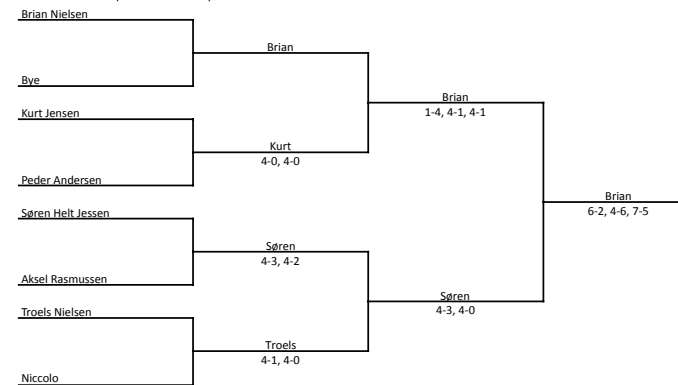 Brian Nielsen
Brian
Bye
Brian
1-4, 4-1, 4-1
Kurt Jensen
Kurt
4-0, 4-0
Peder Andersen
Brian
6-2, 4-6, 7-5
Søren Helt Jessen
Søren
4-3, 4-2
Aksel Rasmussen
Søren
4-3, 4-0
Troels Nielsen
Troels
4-1, 4-0
Niccolo